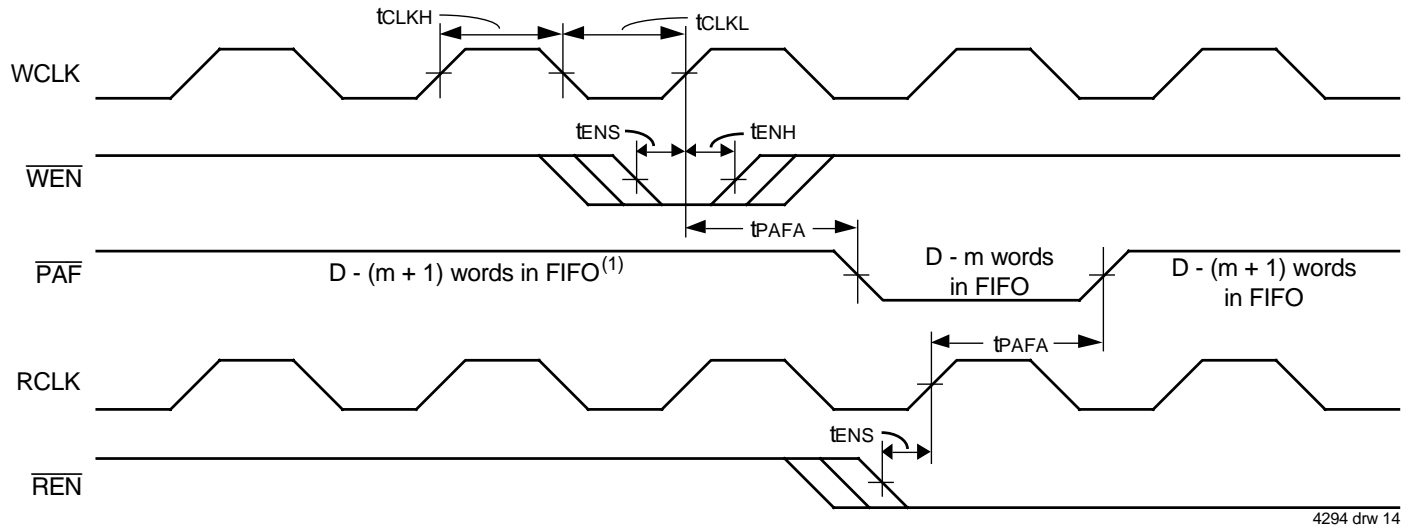 tCLKH
tCLKL
WCLK
tENS
tENH
WEN
tPAFA
PAF
D - (m + 1) words in FIFO(1)
D - m words
in FIFO
D - (m + 1) words
in FIFO
tPAFA
RCLK
tENS
REN
4294 drw 14